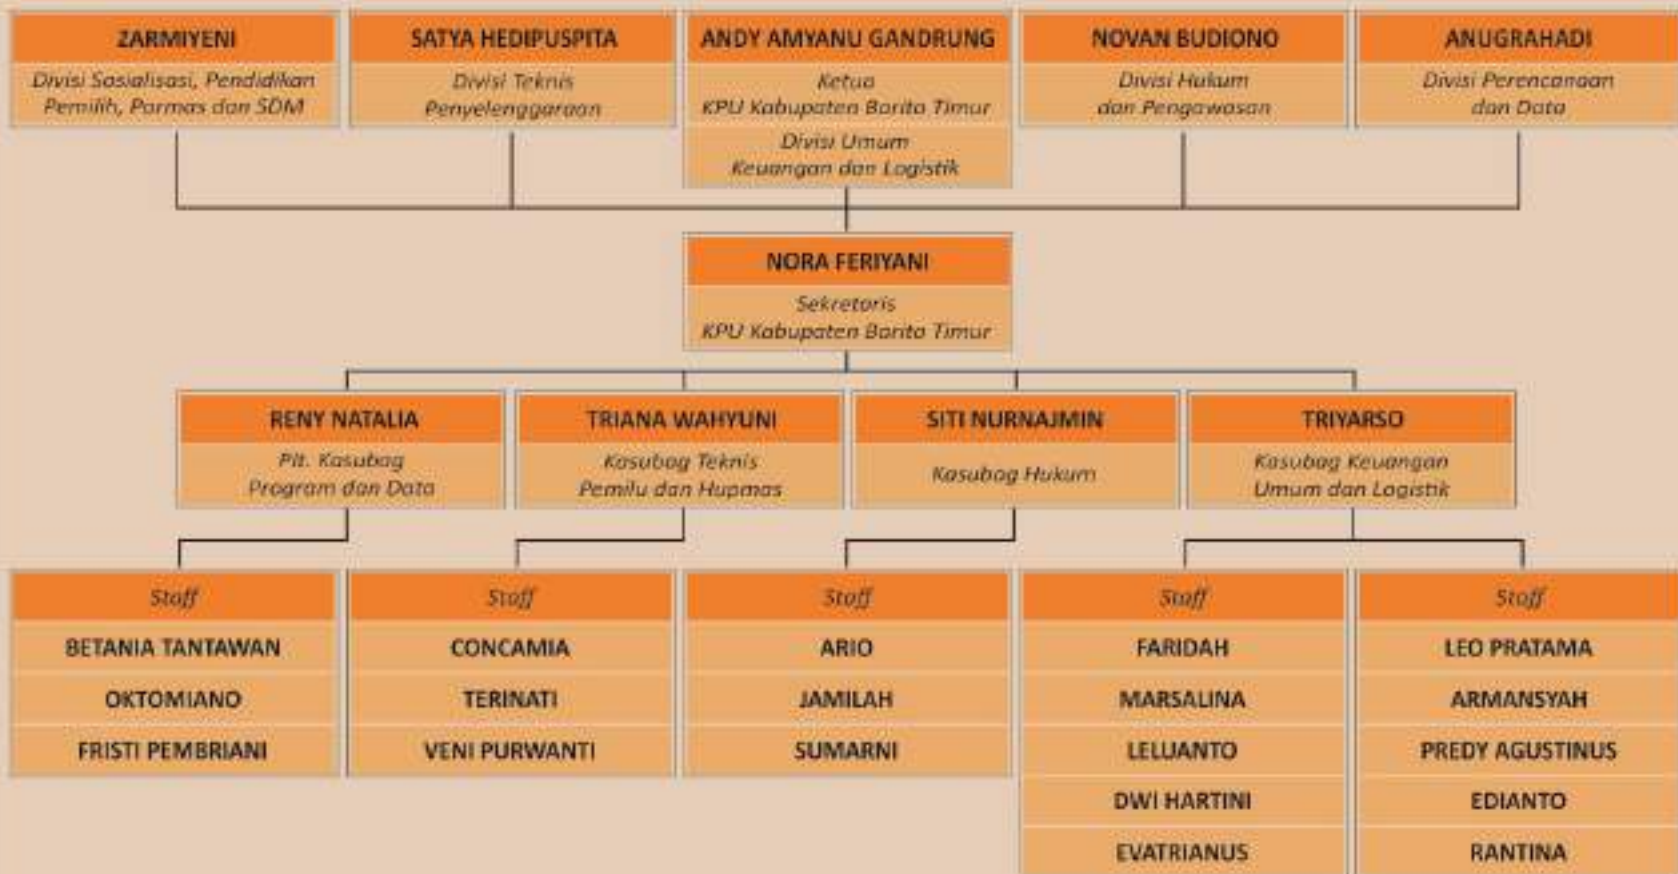 ZARMIYENI
Divisi Sosialisasi, Pendidikan
Pemilih, Parmas dan SDM
SATYA HEDIPUSPITA
Divisi Teknis
Penyelenggaraan
ANDY AMYANU GANDRUNG
Ketua
KPU Kabupaten Barito Timur
Divisi Umum
Keuangan dan Logistik
NOVAN BUDIONO
Divisi Hukum
dan Pengawasan
ANUGRAHADI
Divisi Perencanaan
dan Data
NORA FERIYANI
Sekretaris
KPU Kabupaten Barito Timur
RENY NATALIA
Plt. Kasubag
Program dan Data
TRIANA WAHYUNI
Kasubag Teknis
Pemilu dan Hupmas
SITI NURNAJMIN
Kasubag Hukum
TRIYARSO
Kasubag Keuangan
Umum dan Logistik
Staff
BETANIA TANTAWAN
OKTOMIANO
FRISTI PEMBRIANI
Staff
CONCAMIA
TERINATI
VENI PURWANTI
Staff
ARIO
JAMILAH
SUMARNI
Staff
FARIDAH
MARSALINA
LELUANTO
DWI HARTINI
EVATRIANUS
Staff
LEO PRATAMA
ARMANSYAH
PREDY AGUSTINUS
EDIANTO
RANTINA